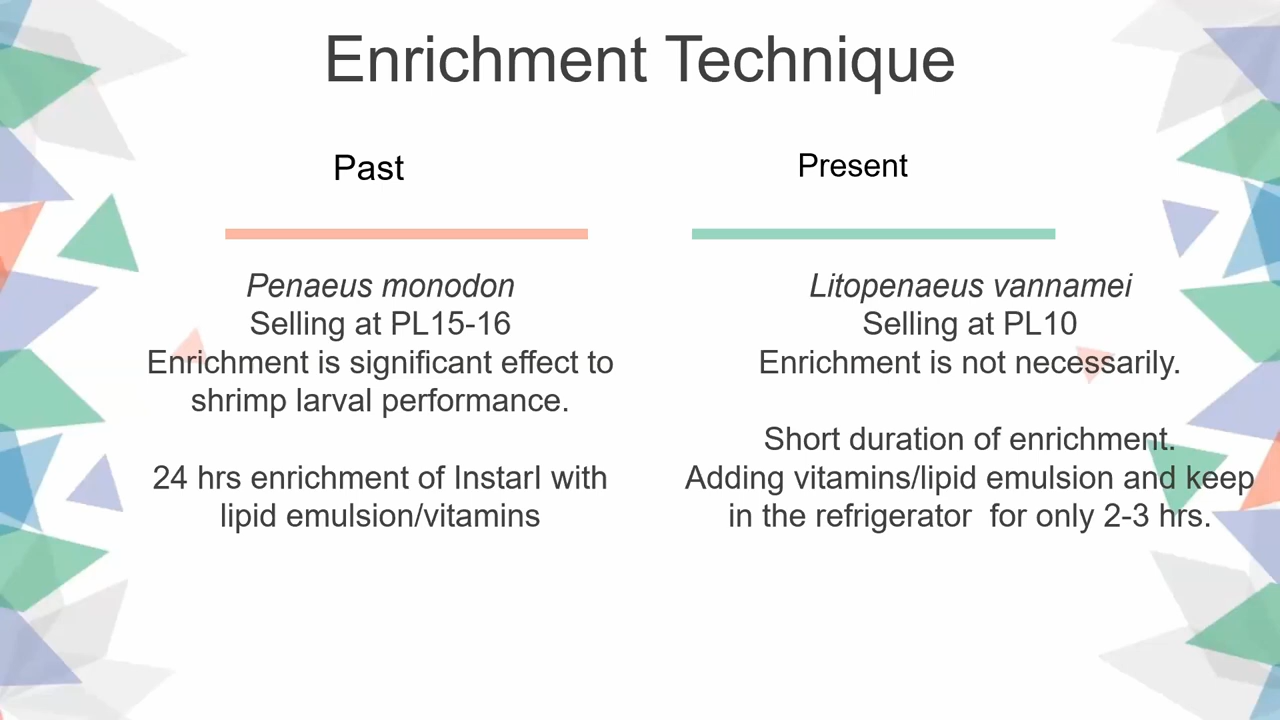 Enrichment Technique
Past
Penaeus monodon
Selling at PL15-16
Enrichment is significant effect to
shrimp larval performance.
24 hrs enrichment of InstarI with
lipid emulsion/vitamins
Present
Litopenaeus vannamei
Selling at PL10
Enrichment is not necessarily.
Short duration of enrichment.
Adding vitamins/lipid emulsion and keep
in the refrigerator  for only 2-3 hrs.